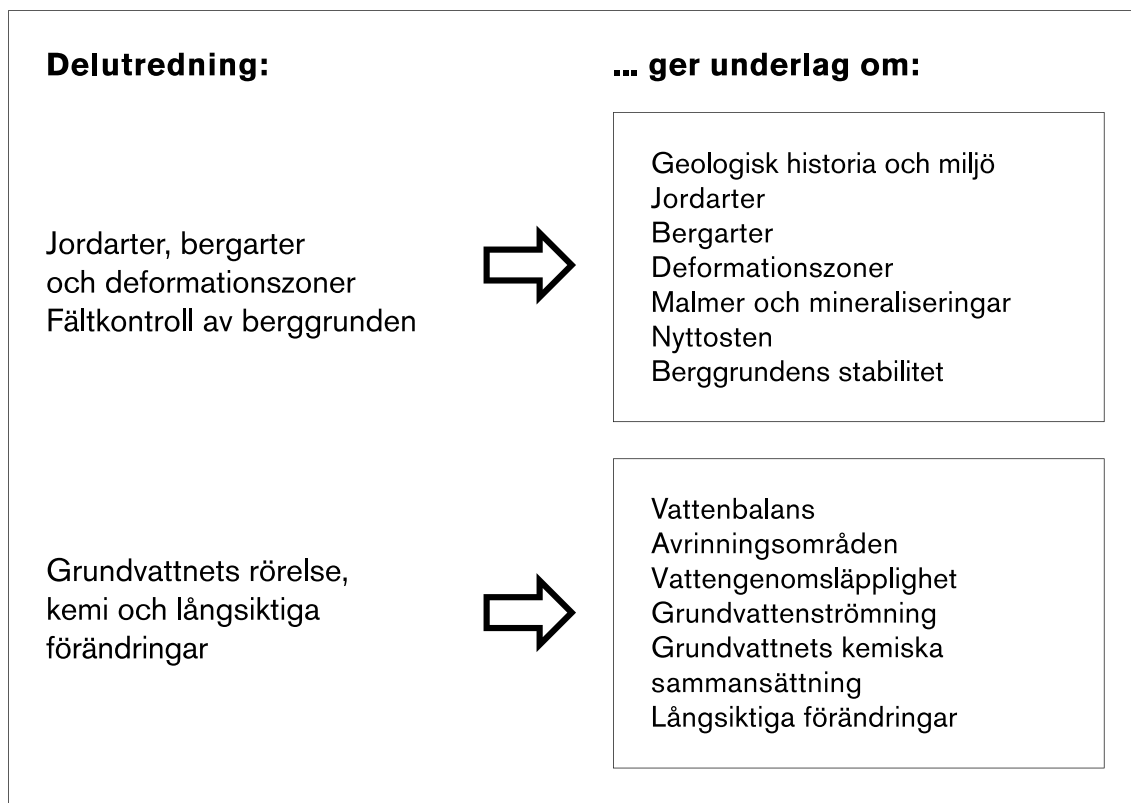 Delutredning:
... ger underlag om:
Jordarter, bergarter
och deformationszoner
Fältkontroll av berggrunden
Geologisk historia och miljö
Jordarter
Bergarter
Deformationszoner
Malmer och mineraliseringar
Nyttosten
Berggrundens stabilitet
Grundvattnets rörelse,
kemi och långsiktiga
förändringar
Vattenbalans
Avrinningsområden
Vattengenomsläpplighet
Grundvattenströmning
Grundvattnets kemiska
sammansättning
Långsiktiga förändringar